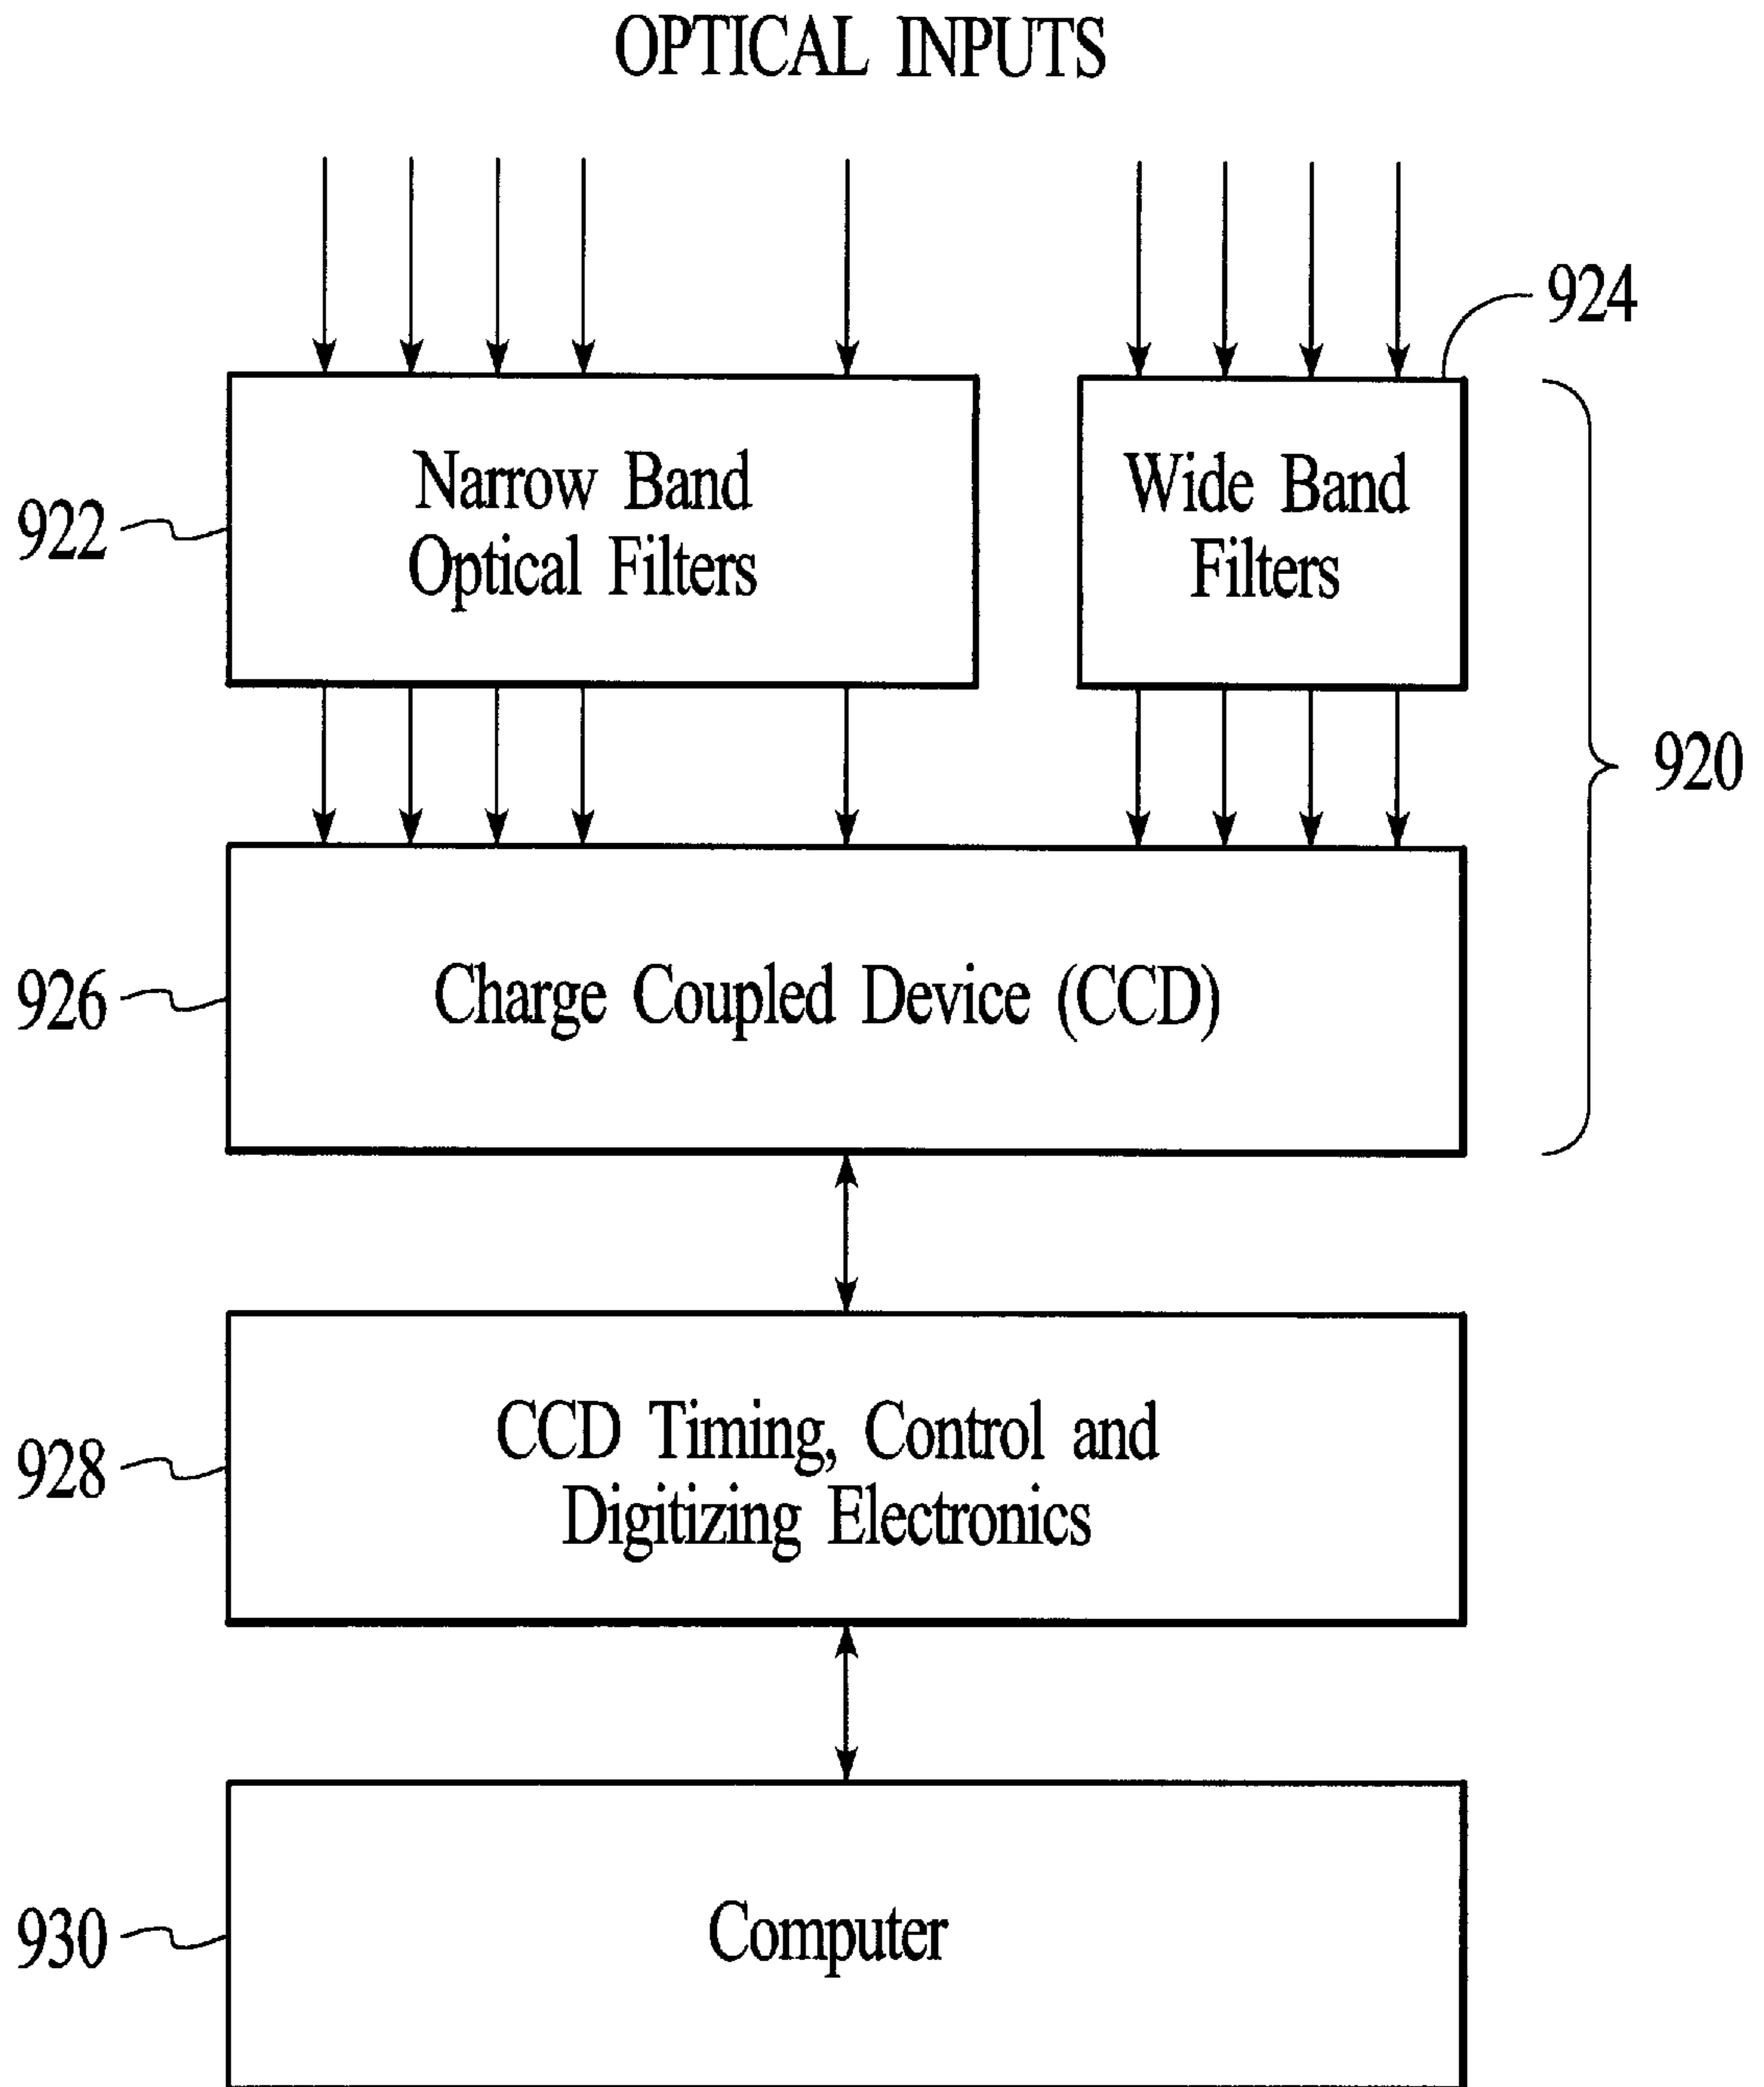 OPTICAL INPUTS
924
922
Narrow Band
Optical Filters
Wide Band
Filters
920
926
Charge Coupled Device (CCD)
928
CCD Timing, Control and
Digitizing Electronics
930
Computer